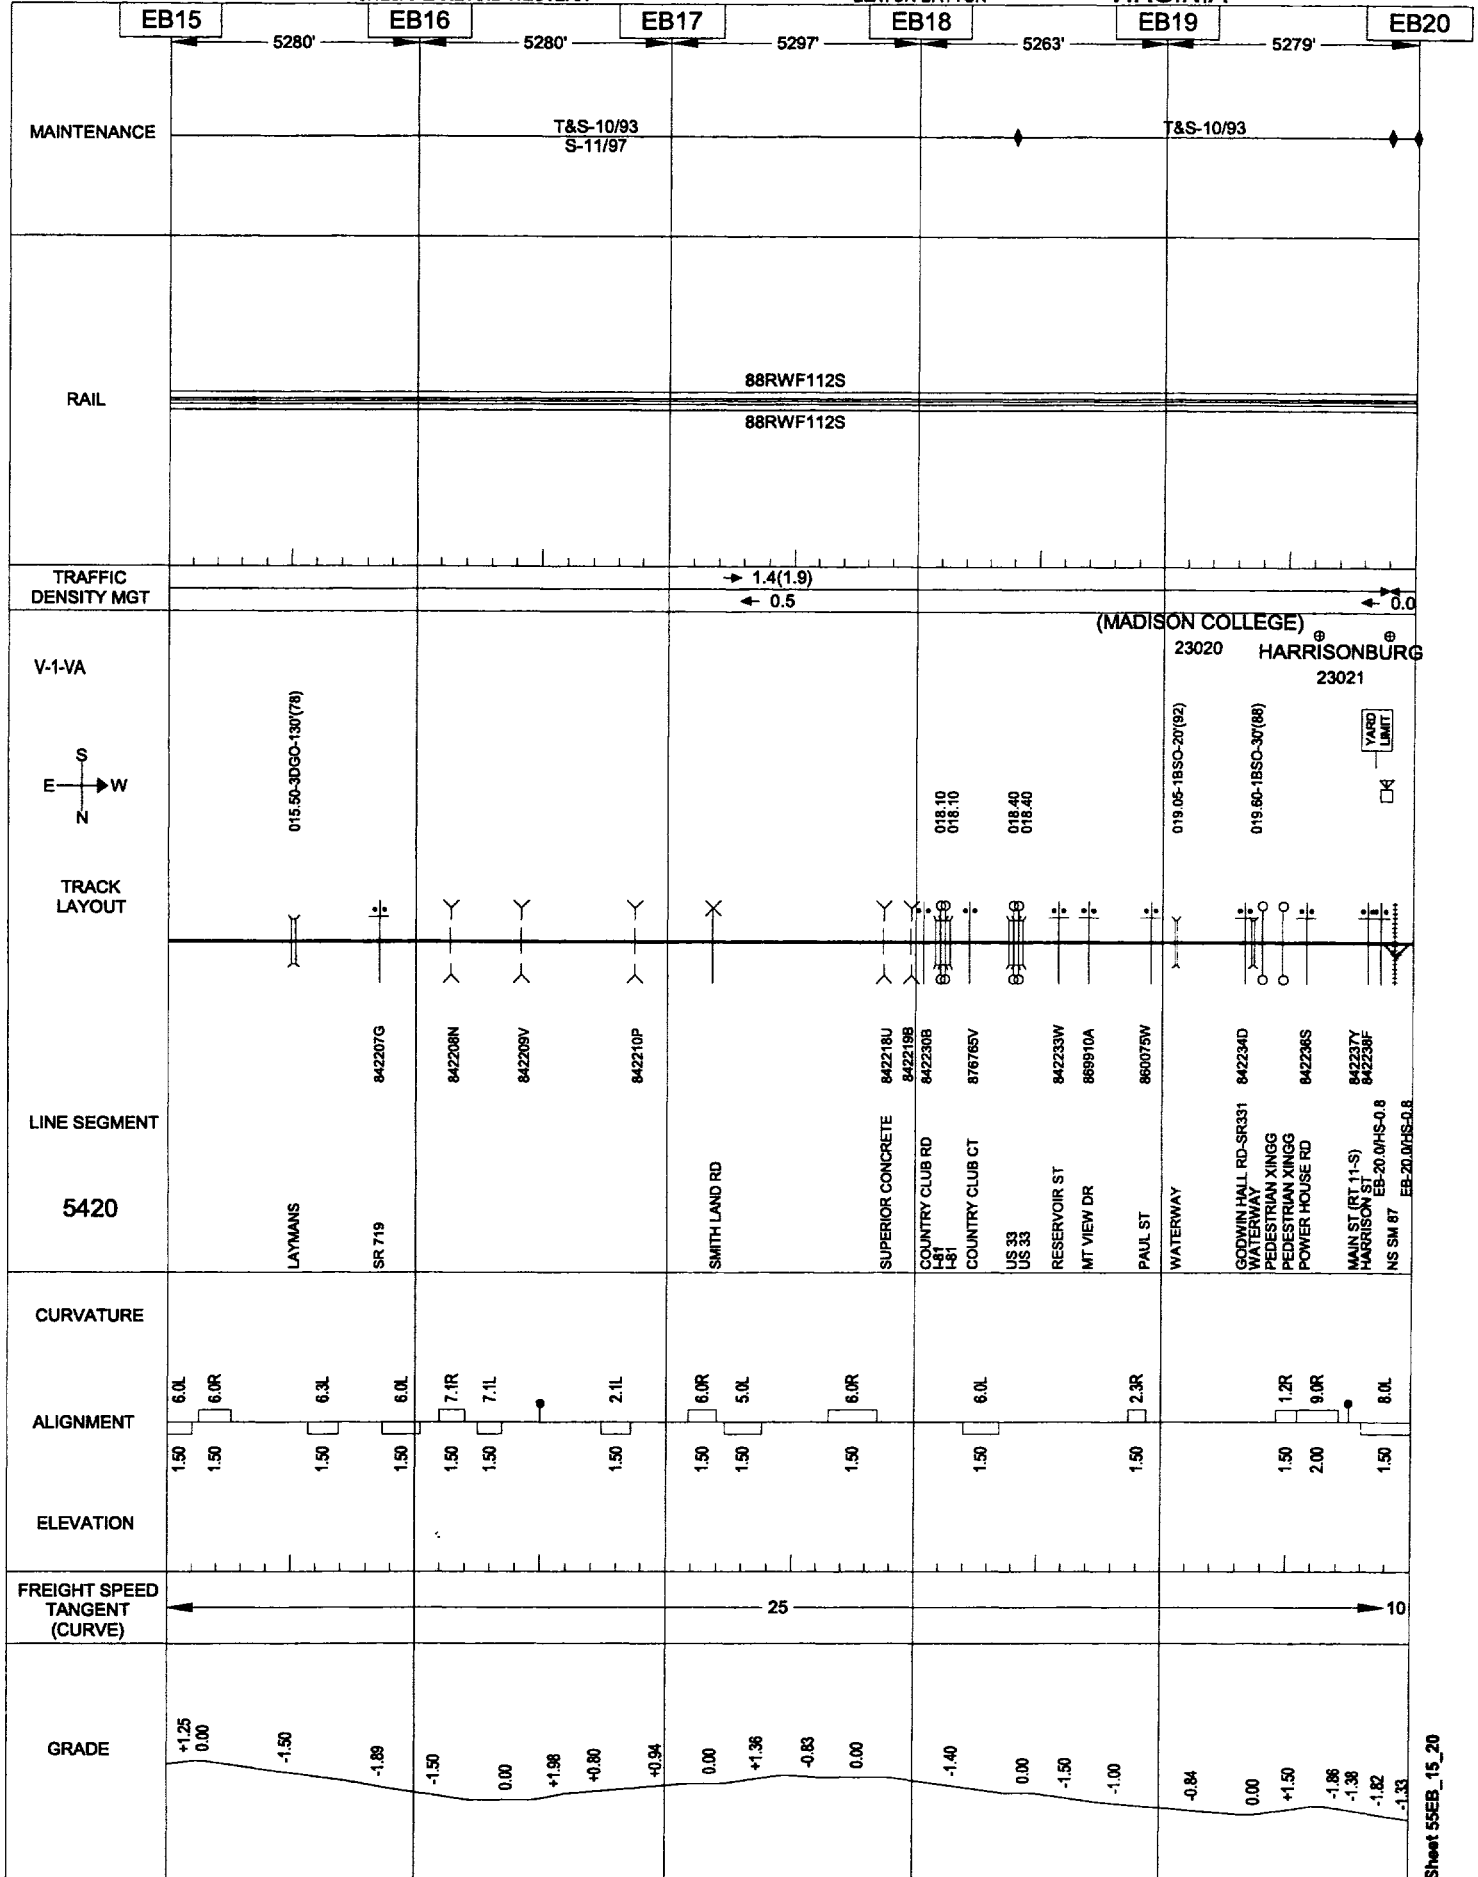 VIRGINIA
EB15 EB16 EB17 EB18 EB19 EB20
5280' 5280' 5297' 5263' 5279'
MAINTENANCE
T&S-10/93
S-11/97
T&S-10/93
RAIL
88RWF112S
88RWF112S
TRAFFIC
DENSITY MGT
1.4(1.9)
0.5
0.0
V-1-VA
(MADISON COLLEGE)
23020
HARRISONBURG
23021
S
E W
N
015.50-3DGO-130'(78)
018.10
018.10
018.40
018.40
019.05-1BSO-20'(92)
019.60-1BSO-30'(88)
YARD
LIMIT
TRACK
LAYOUT
842207G
842208N
842209V
842210P
842218U
842219B
842230B
876765V
842233W
869910A
860075W
842234D
842236S
842237Y
842238F
LINE SEGMENT
5420
LAYMANS
SR 719
SMITH LAND RD
SUPERIOR CONCRETE
COUNTRY CLUB RD
I-81
I-81
COUNTRY CLUB CT
US 33
US 33
RESERVOIR ST
MT VIEW DR
PAUL ST
WATERWAY
GODWIN HALL RD-SR331
WATERWAY
PEDESTRIAN XINGG
PEDESTRIAN XINGG
POWER HOUSE RD
MAIN ST (RT 11-S)
HARRISON ST
EB-20.0/HS-0.8
NS SM 87
EB-20.0/HS-0.8
CURVATURE
6.0L 6.0R 6.3L 6.0L 7.1R 7.1L 2.1L 6.0R 5.0L 6.0R 6.0L 2.3R 1.2R 9.0R 8.0L
ALIGNMENT
1.50 1.50 1.50 1.50 1.50 1.50 1.50 1.50 1.50 1.50 1.50 1.50 1.50 2.00 1.50
ELEVATION
FREIGHT SPEED
TANGENT
(CURVE)
25
10
GRADE
+1.25 0.00 -1.50 -1.89 -1.50 0.00 +1.98 +0.80 +0.94 0.00 +1.36 -0.83 0.00 -1.40 0.00 -1.50 -1.00 -0.84 0.00 +1.50 -1.86 -1.38 -1.82 -1.33
Sheet 55EB_15_20